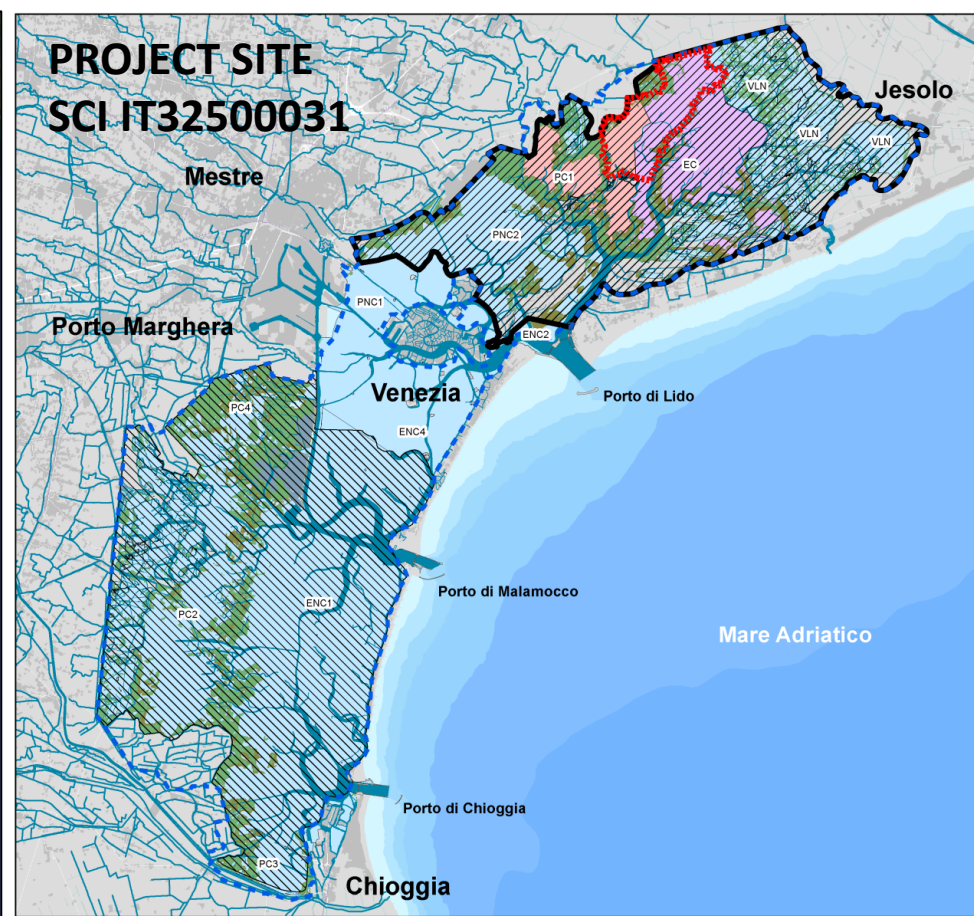 PROJECT SITE
SCI IT32500031
Jesolo
VLN
VLN
VLN
Mestre
EC
PC1
PNC2
PNC1
Porto Marghera
ENC2
Venezia
Porto di Lido
PC4
ENC4
Porto di Malamocco
ENC1
PC2
Mare Adriatico
Porto di Chioggia
PC3
Chioggia